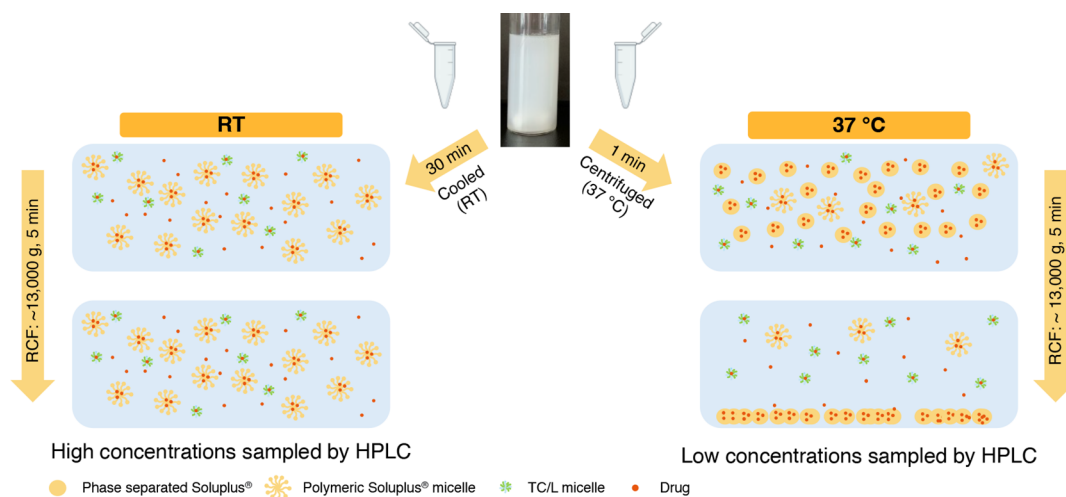 RT
37 °C
30 min
Cooled
(RT)
1 min
Centrifuged
(37 °C)
RCF: ~13,000 g, 5 min
RCF: ~ 13,000 g, 5 min
High concentrations sampled by HPLC
Low concentrations sampled by HPLC
Phase separated Soluplus®
Polymeric Soluplus® micelle
TC/L micelle
Drug